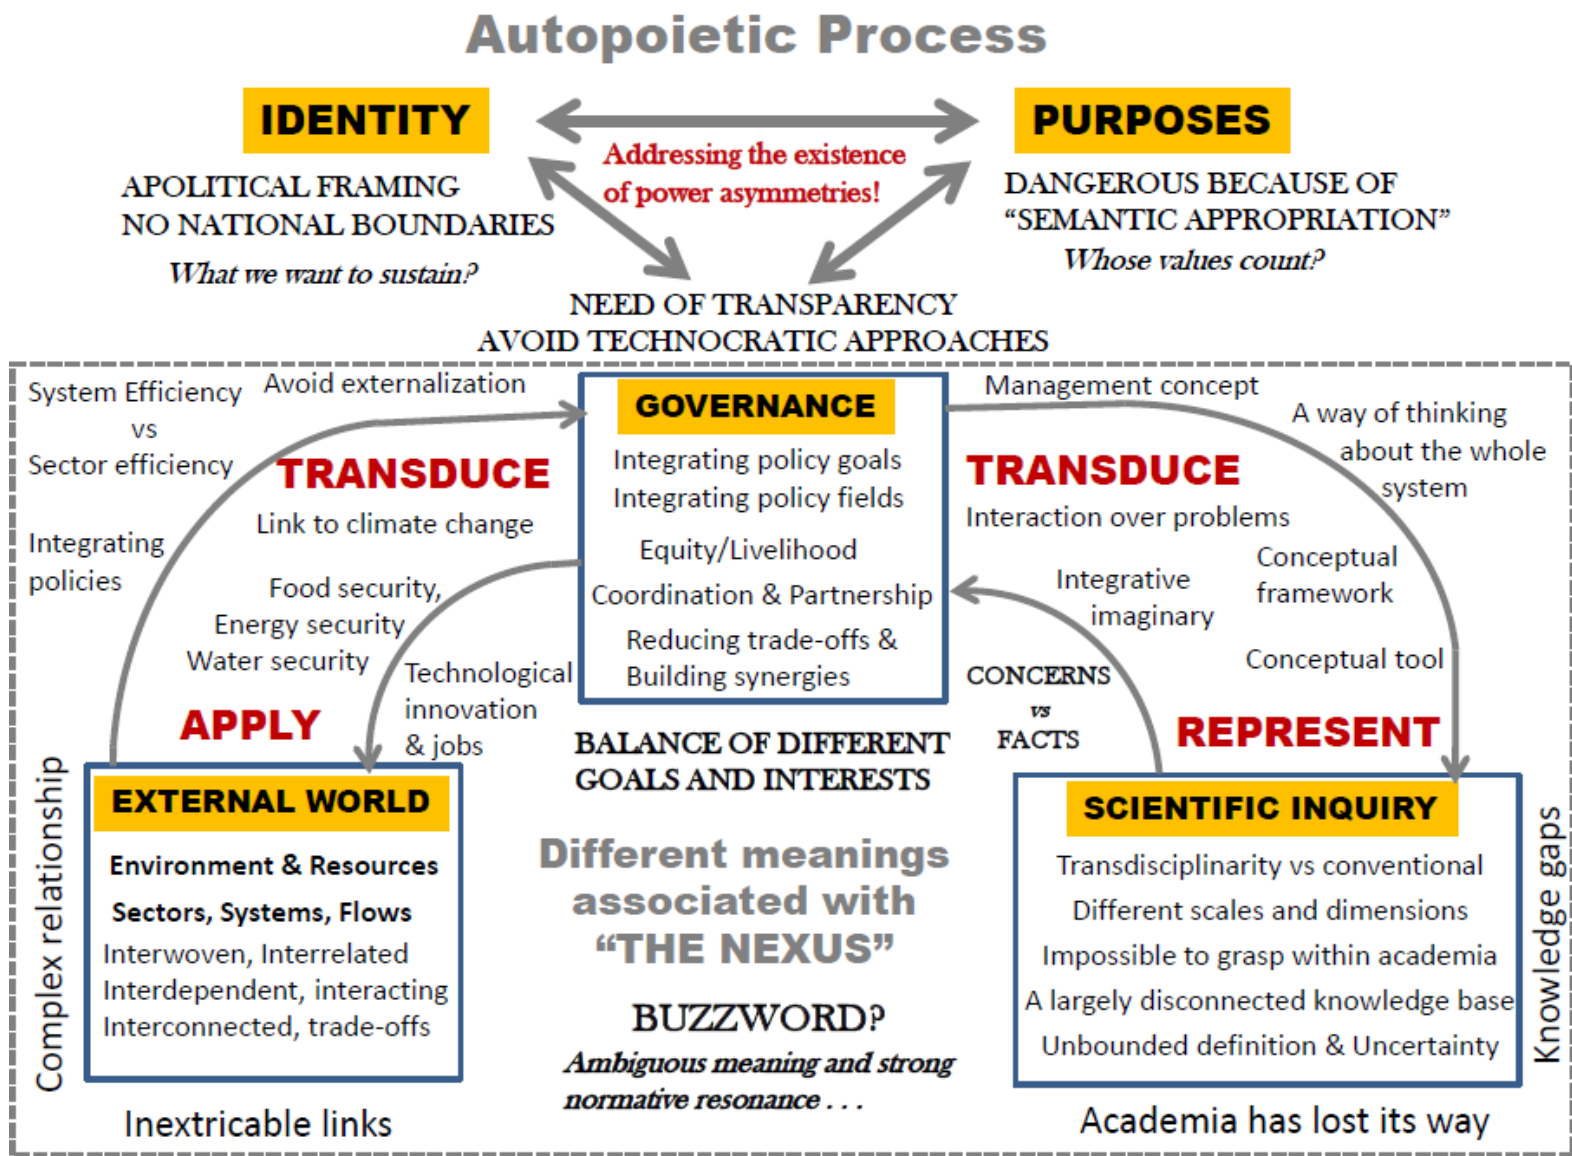 Autopoietic Process
IDENTITY
PURPOSES
Addressing the existence
of power asymmetries!
APOLITICAL FRAMING
NO NATIONAL BOUNDARIES
What we want to sustain?
DANGEROUS BECAUSE OF
“SEMANTIC APPROPRIATION”
Whose values count?
NEED OF TRANSPARENCY
AVOID TECHNOCRATIC APPROACHES
System Efficiency
vs
Sector efficiency
Avoid externalization
TRANSDUCE
Link to climate change
Integrating
policies
Food security,
Energy security
Water security
Technological
innovation
& jobs
APPLY
GOVERNANCE
Integrating policy goals
Integrating policy fields
Equity/Livelihood
Coordination & Partnership
Reducing trade-offs &
Building synergies
Management concept
A way of thinking
about the whole
system
TRANSDUCE
Interaction over problems
Conceptual
framework
Integrative
imaginary
Conceptual tool
CONCERNS
vs
FACTS
REPRESENT
BALANCE OF DIFFERENT
GOALS AND INTERESTS
Complex relationship
EXTERNAL WORLD
Environment & Resources
Sectors, Systems, Flows
Interwoven, Interrelated
Interdependent, interacting
Interconnected, trade-offs
Inextricable links
Different meanings
associated with
“THE NEXUS”
BUZZWORD?
Ambiguous meaning and strong
normative resonance . . .
SCIENTIFIC INQUIRY
Transdisciplinarity vs conventional
Different scales and dimensions
Impossible to grasp within academia
A largely disconnected knowledge base
Unbounded definition & Uncertainty
Knowledge gaps
Academia has lost its way